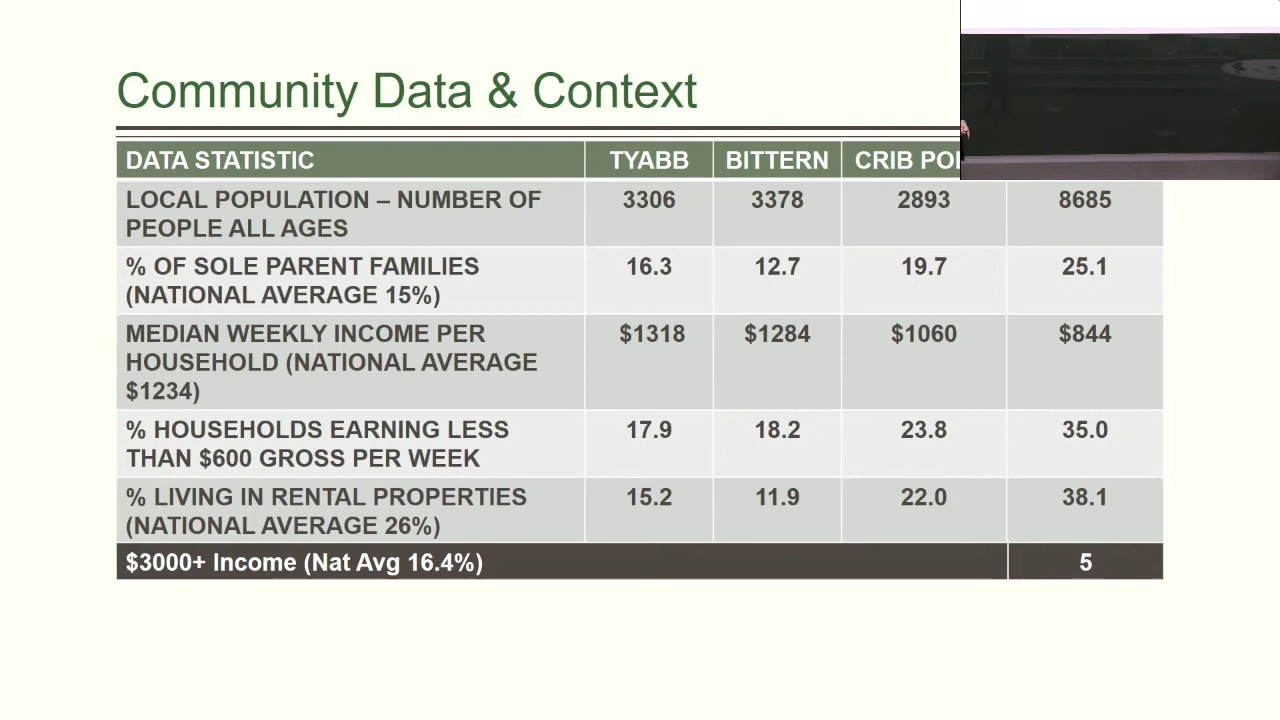 Community Data & Context
DATA STATISTIC TYABB BITTERN CRIB
LOCAL POPULATION – NUMBER OF PEOPLE ALL AGES 3306 3378 2893 8685
% OF SOLE PARENT FAMILIES (NATIONAL AVERAGE 15%) 16.3 12.7 19.7 25.1
MEDIAN WEEKLY INCOME PER HOUSEHOLD (NATIONAL AVERAGE $1234) $1318 $1284 $1060 $844
% HOUSEHOLDS EARNING LESS THAN $600 GROSS PER WEEK 17.9 18.2 23.8 35.0
% LIVING IN RENTAL PROPERTIES (NATIONAL AVERAGE 26%) 15.2 11.9 22.0 38.1
$3000+ Income (Nat Avg 16.4%) 5